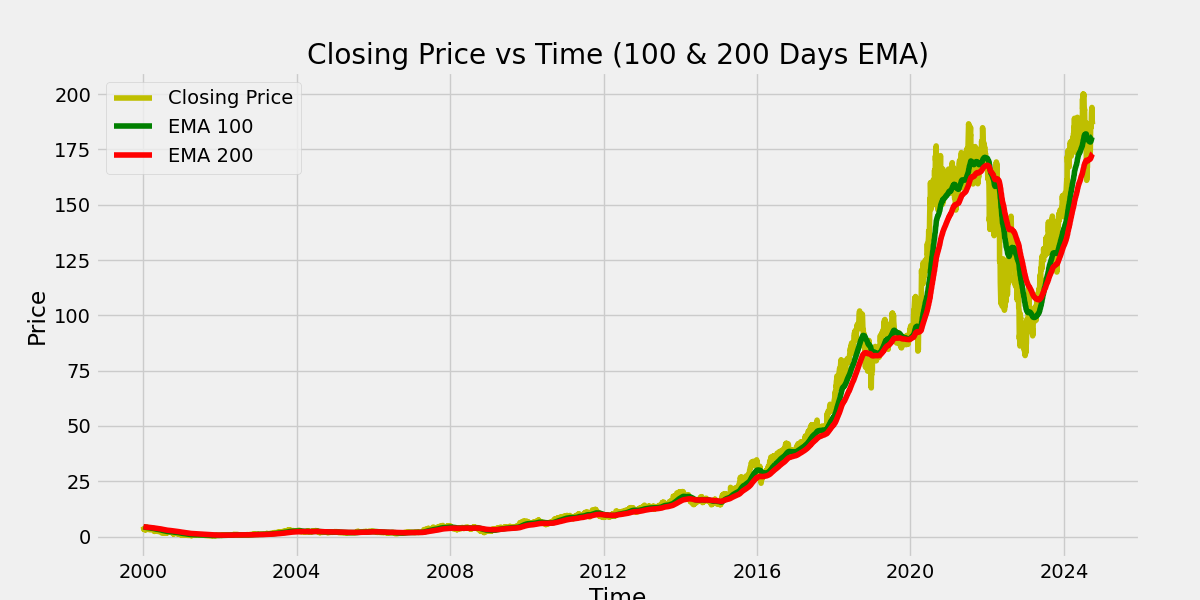 Closing Price vs Time (100 & 200 Days EMA)
Closing Price
EMA 100
EMA 200
Price
200
175
150
125
100
75
50
25
0
2000 2004 2008 2012 2016 2020 2024
Time